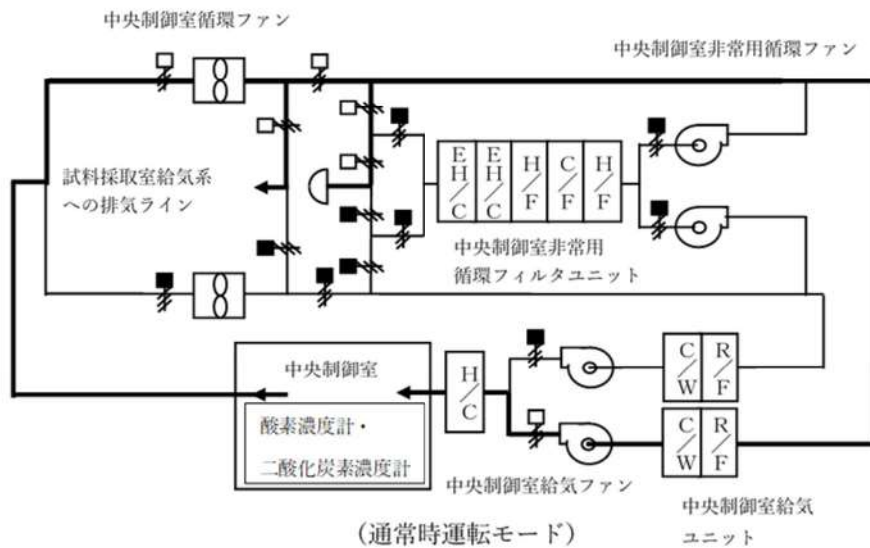 中央制御室循環ファン
中央制御室非常用循環ファン
試料採取室給気系
への排気ライン
EH/C
EH/C
H/F
C/F
H/F
中央制御室非常用
循環フィルタユニット
中央制御室
酸素濃度計・
二酸化炭素濃度計
H/C
C/W
R/F
C/W
R/F
中央制御室給気ファン
中央制御室給気
ユニット
(通常時運転モード)